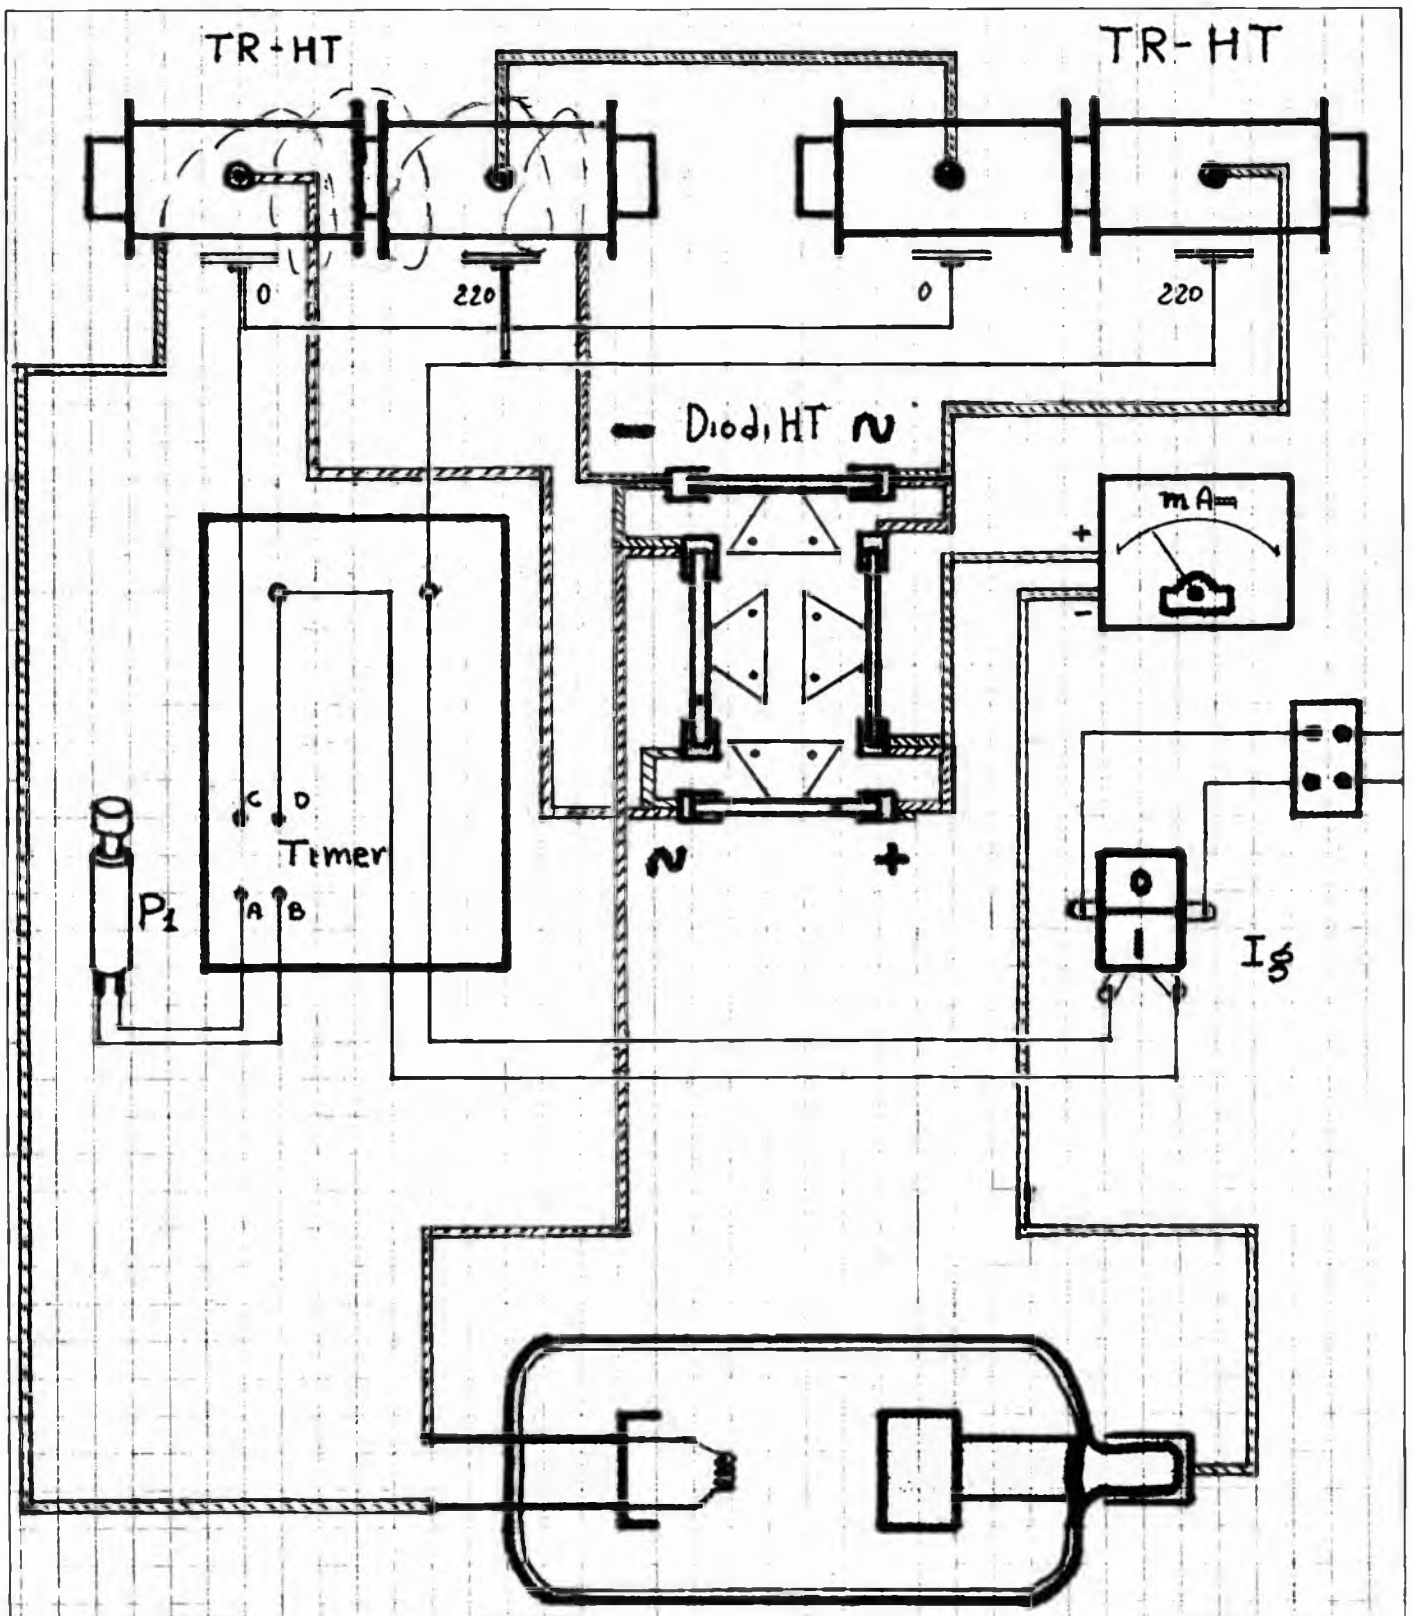 TR-HT
TR-HT
0
220
0
220
- Diodi HT ~
mA=
+
-
C D
Timer
A B
P1
~
+
0
I
Ig